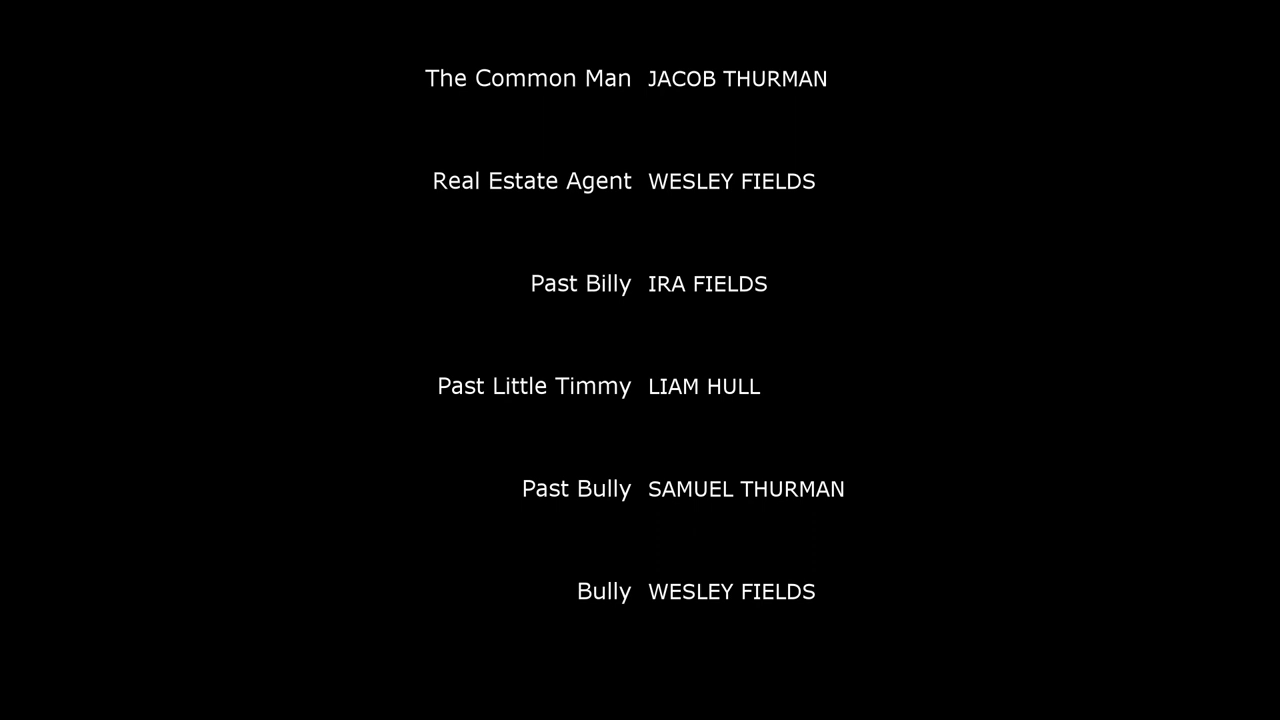 The Common Man JACOB THURMAN
Real Estate Agent WESLEY FIELDS
Past Billy IRA FIELDS
Past Little Timmy LIAM HULL
Past Bully SAMUEL THURMAN
Bully WESLEY FIELDS